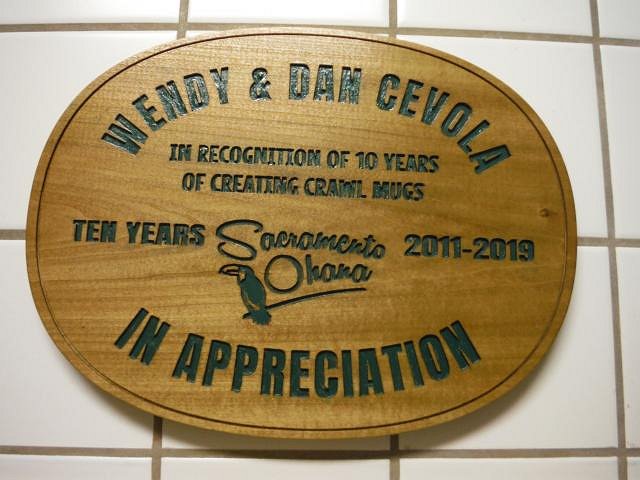 WENDY & DAN CEVOLA
IN RECOGNITION OF 10 YEARS
OF CREATING CRAWL MUGS
TEN YEARS Sacramento Ohana 2011-2019
IN APPRECIATION